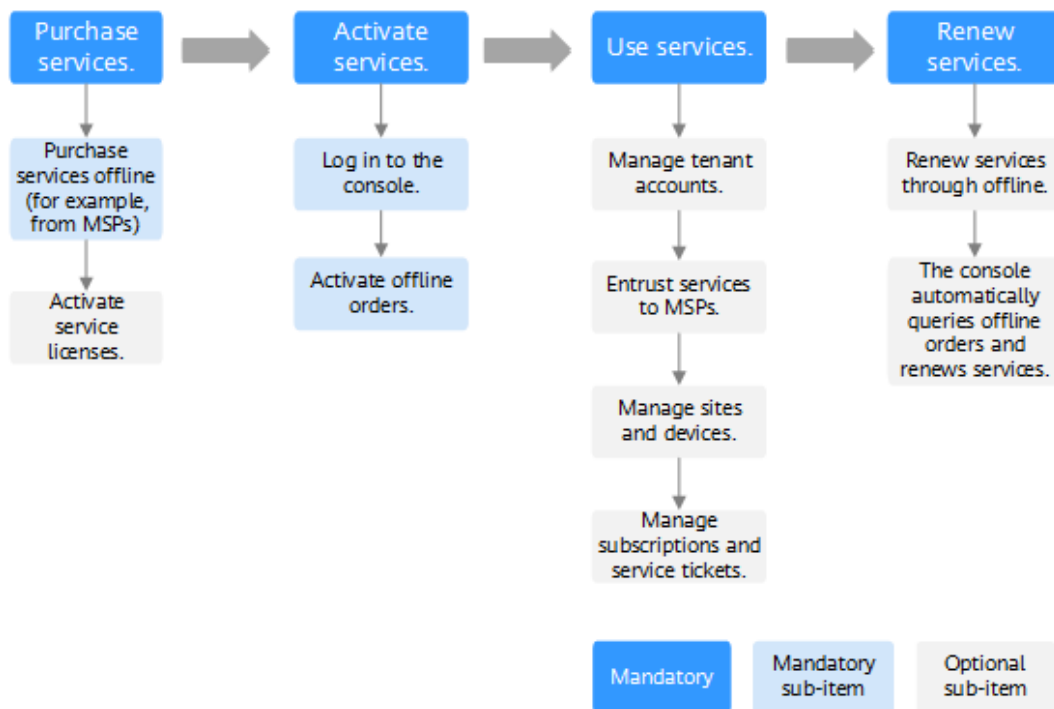 Purchase
services.
Activate
services.
Use services.
Renew
services.
Purchase
services offline
(for example,
from MSPs)
Activate
service
licenses.
Log in to the
console.
Activate offline
orders.
Manage tenant
accounts.
Entrust services
to MSPs.
Manage sites
and devices.
Manage
subscriptions and
service tickets.
Renew services
through offline.
The console
automatically
queries offline
orders and
renews services.
Mandatory
Mandatory
sub-item
Optional
sub-item